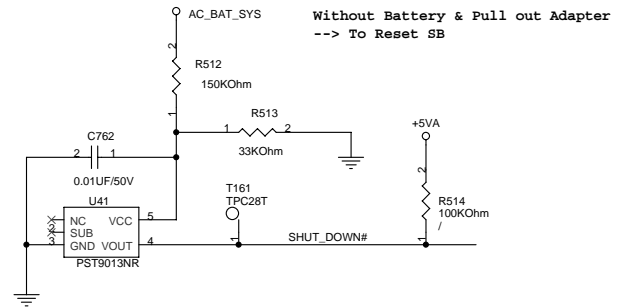 AC_BAT_SYS
Without Battery & Pull out Adapter
--> To Reset SB
2
R512
150KOhm
1
R513
1
2
33KOhm
+5VA
C762
2
1
0.01UF/50V
T161
TPC28T
2
R514
100KOhm
/
U41
1 NC VCC 5
2 SUB
3 GND VOUT 4
1
SHUT_DOWN#
1
PST9013NR